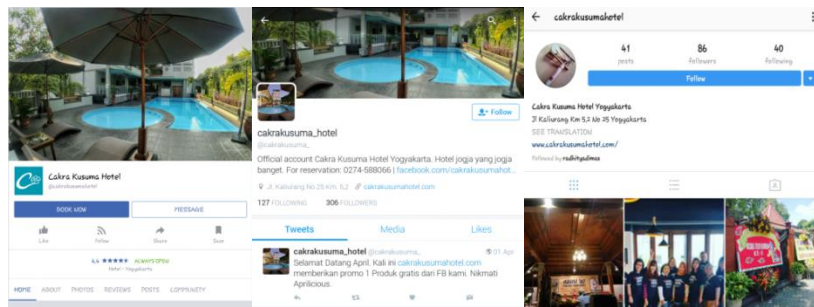 Cakra Kusuma Hotel
@cakrakusumahotel
BOOK NOW
MESSAGE
Like
Follow
Share
Save
4,4 ★★★★★ ALWAYS OPEN
Hotel · Yogyakarta
HOME ABOUT PHOTOS REVIEWS POSTS COMMUNITY
Follow
cakrakusuma_hotel
@cakrakusuma_
Official account Cakra Kusuma Hotel Yogyakarta. Hotel jogja yang jogja
banget. For reservation: 0274-588066 | facebook.com/cakrakusumahot...
Jl. Kaliurang No.25 Km. 5,2 cakrakusumahotel.com
127 FOLLOWING 306 FOLLOWERS
Tweets Media Likes
cakrakusuma_hotel @cakrakusuma_ 01 Apr
Selamat Datang April. Kali ini cakrakusumahotel.com
memberikan promo 1 Produk gratis dari FB kami. Nikmati
Aprilicious.
cakrakusumahotel
41 86 40
posts followers following
Follow
Cakra Kusuma Hotel Yogyakarta
Jl Kaliurang Km 5,2 No 25 Yogyakarta
SEE TRANSLATION
www.cakrakusumahotel.com/
Followed by radhityadimas